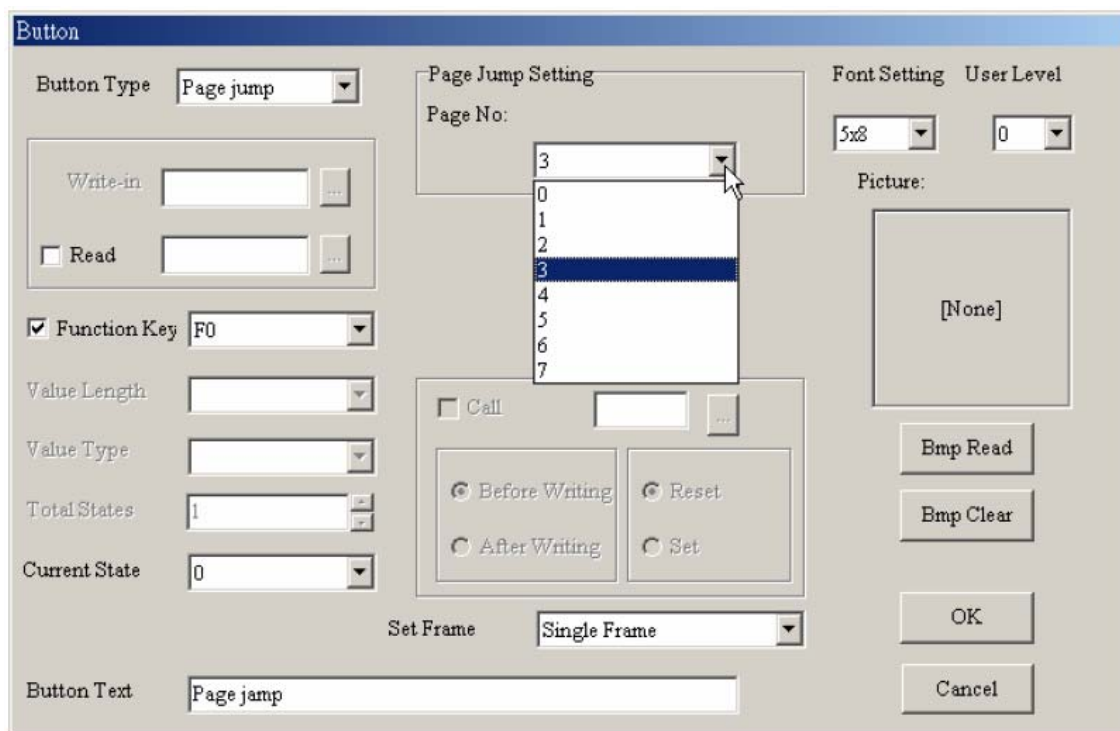 Button
Button Type
Page jump
Page Jump Setting
Page No:
3
0
1
2
3
4
5
6
7
Font Setting
User Level
5x8
0
Picture:
[None]
Write-in
...
Read
...
Function Key
F0
Value Length
Value Type
Total States
1
Current State
0
Call
...
Before Writing
After Writing
Reset
Set
Bmp Read
Bmp Clear
Set Frame
Single Frame
OK
Button Text
Page jamp
Cancel